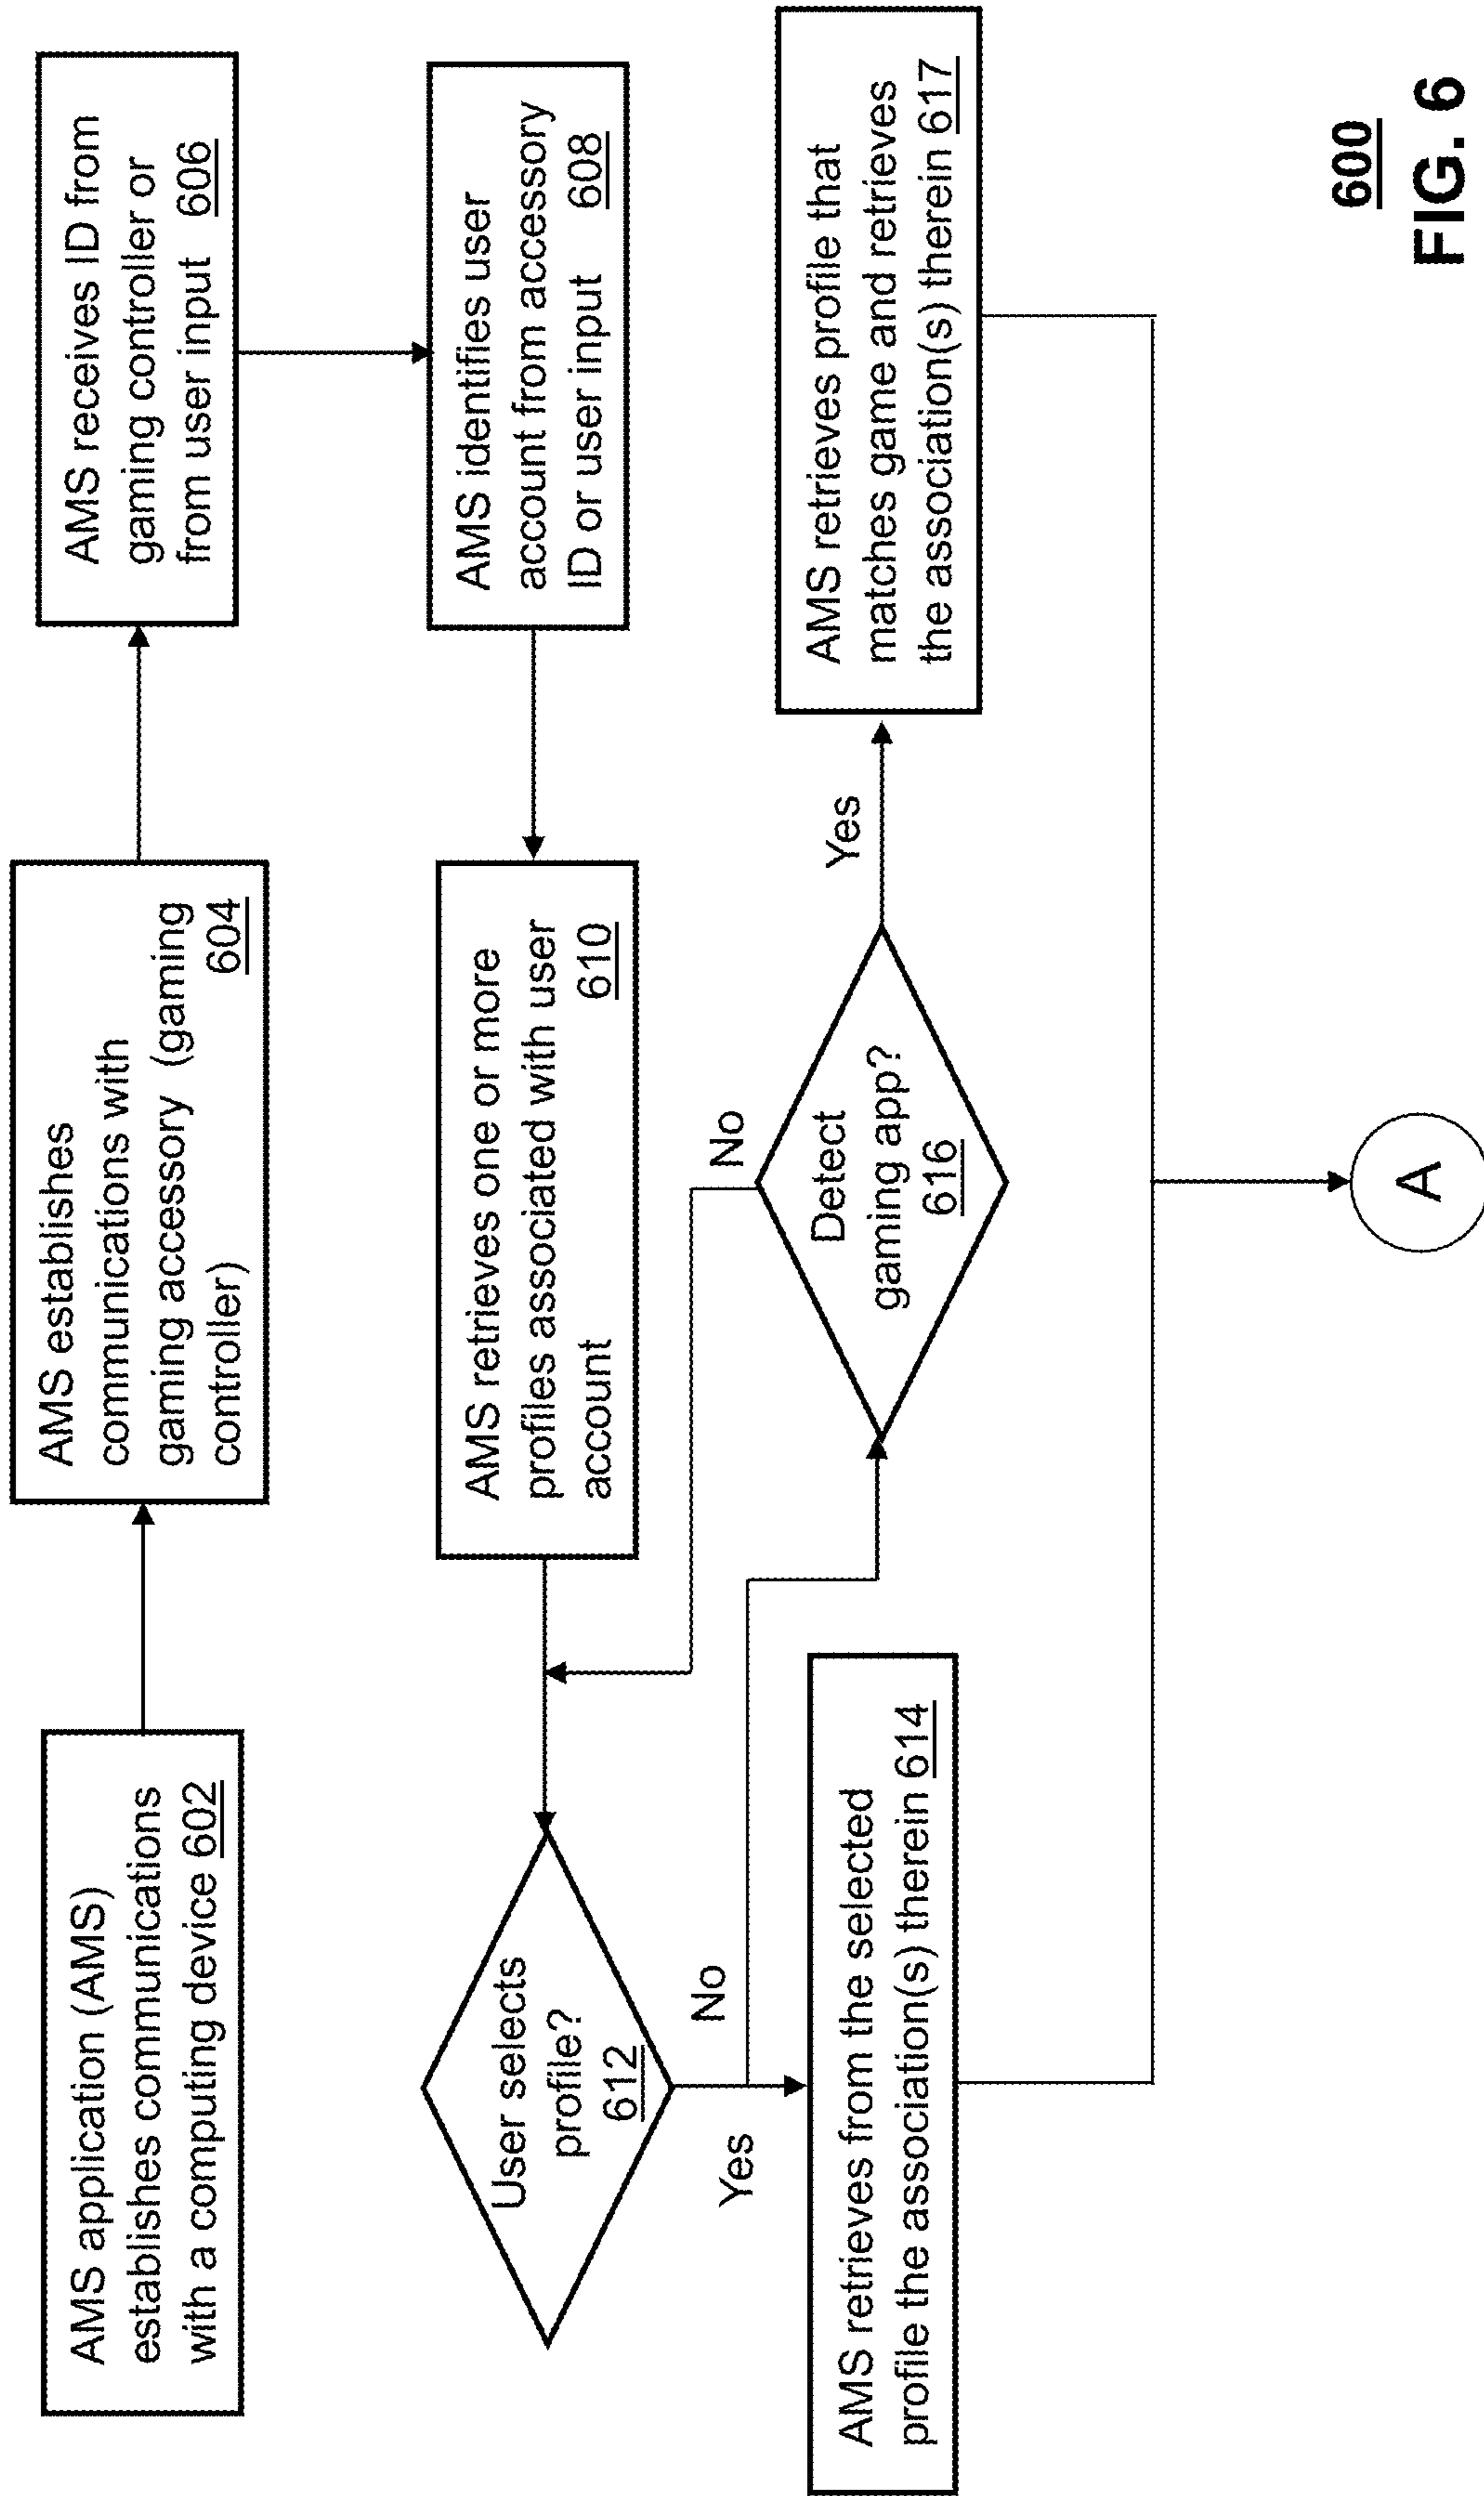 AMS application (AMS)
establishes communications
with a computing device 602
AMS establishes
communications with
gaming accessory (gaming
controller) 604
AMS receives ID from
gaming controller or
from user input 606
AMS identifies user
account from accessory
ID or user input 608
AMS retrieves one or more
profiles associated with user
account 610
User selects
profile?
612
No
Yes
AMS retrieves from the selected
profile the association(s) therein 614
Detect
gaming app?
616
No
Yes
AMS retrieves profile that
matches game and retrieves
the association(s) therein 617
A
600
FIG. 6